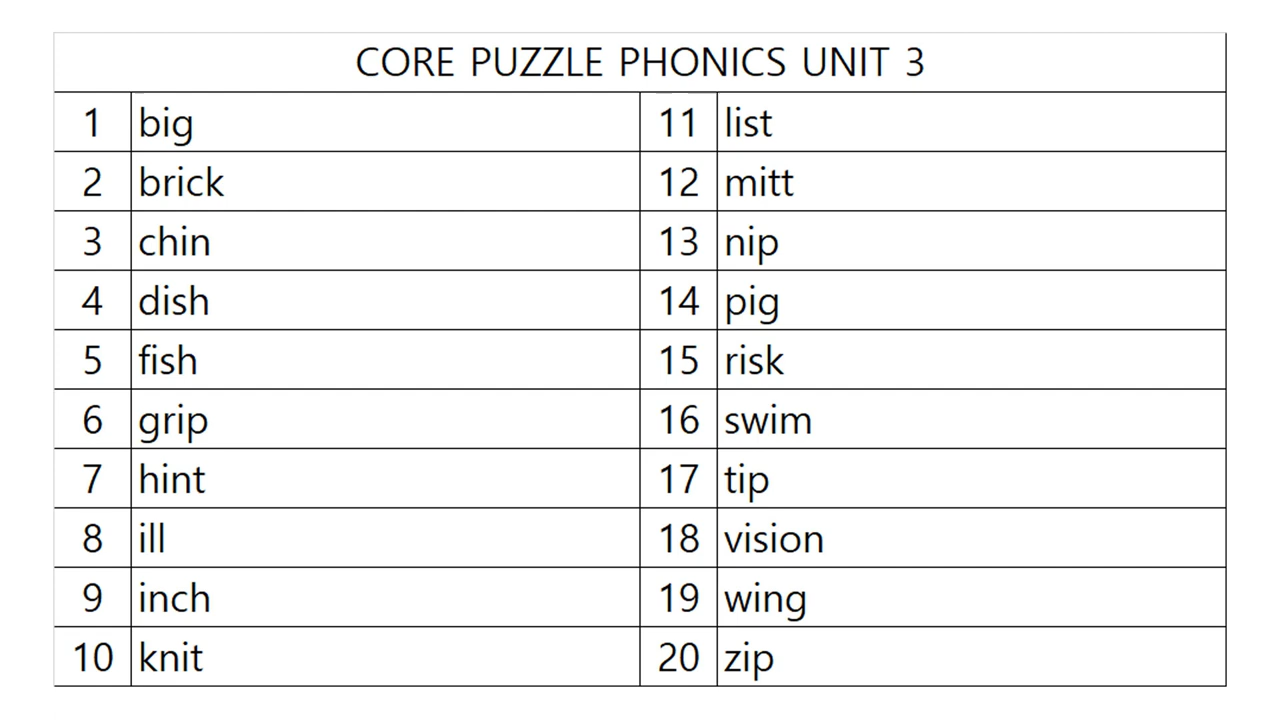 CORE PUZZLE PHONICS UNIT 3
1 big 11 list
2 brick 12 mitt
3 chin 13 nip
4 dish 14 pig
5 fish 15 risk
6 grip 16 swim
7 hint 17 tip
8 ill 18 vision
9 inch 19 wing
10 knit 20 zip